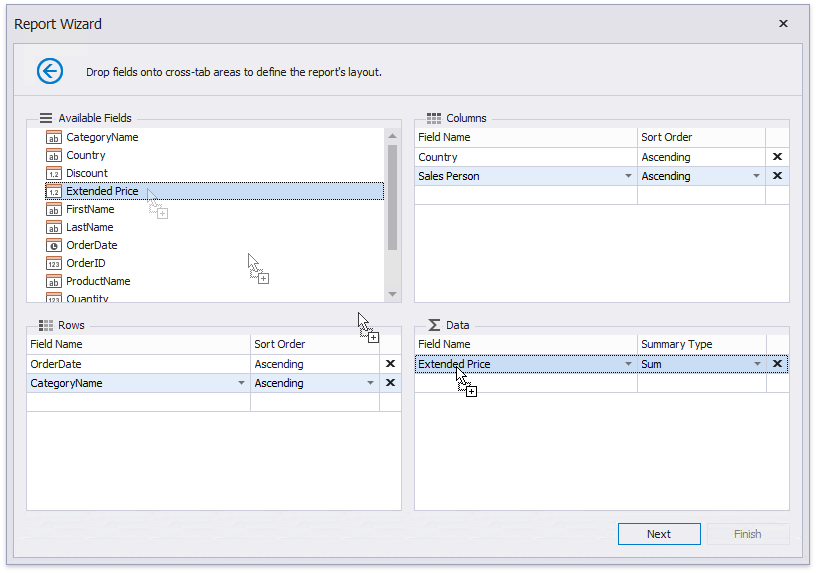 Report Wizard
Drop fields onto cross-tab areas to define the report's layout.
Available Fields
ab CategoryName
ab Country
1.2 Discount
1.2 Extended Price
ab FirstName
ab LastName
OrderDate
123 OrderID
ab ProductName
123 Quantity
Columns
Field Name Sort Order
Country Ascending
Sales Person Ascending
Rows
Field Name Sort Order
OrderDate Ascending
CategoryName Ascending
Data
Field Name Summary Type
Extended Price Sum
Next Finish